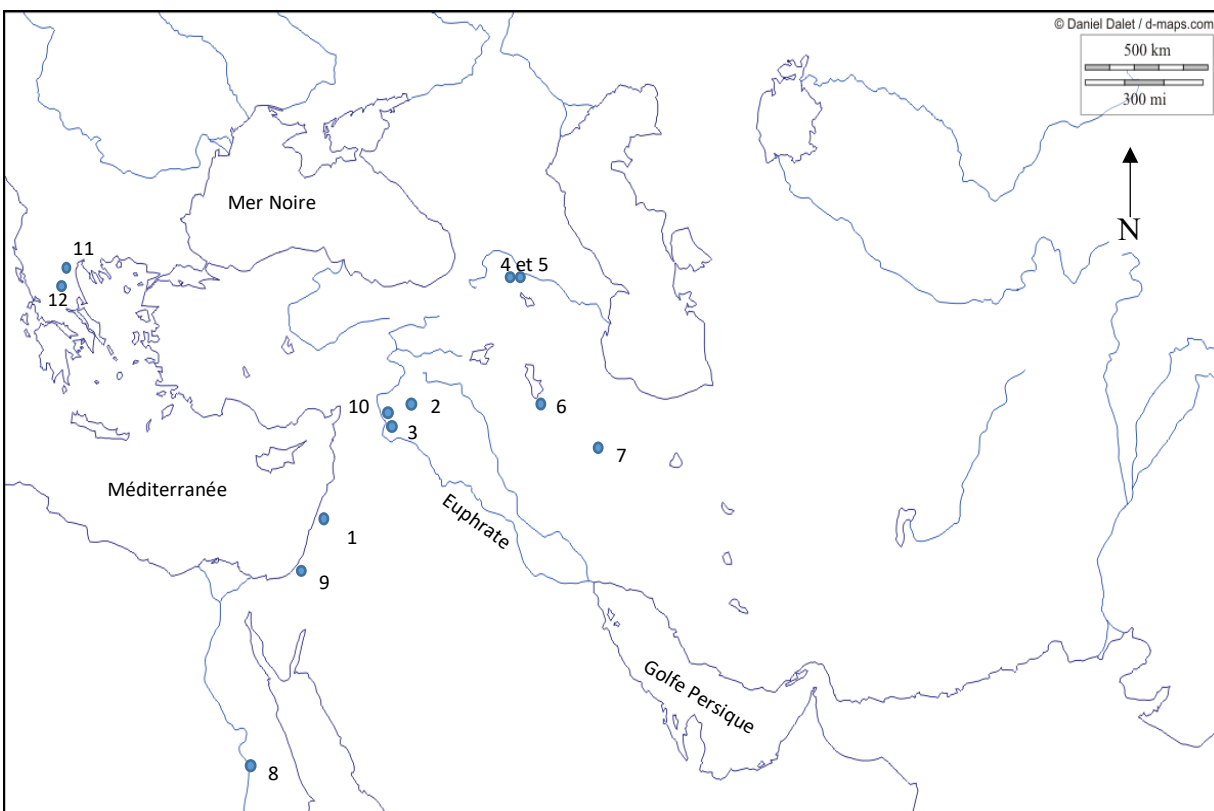 © Daniel Dalet / d-maps.com
500 km
300 mi
N
Mer Noire
11
12
4 et 5
10
2
3
6
7
Méditerranée
Euphrate
1
9
Golfe Persique
8